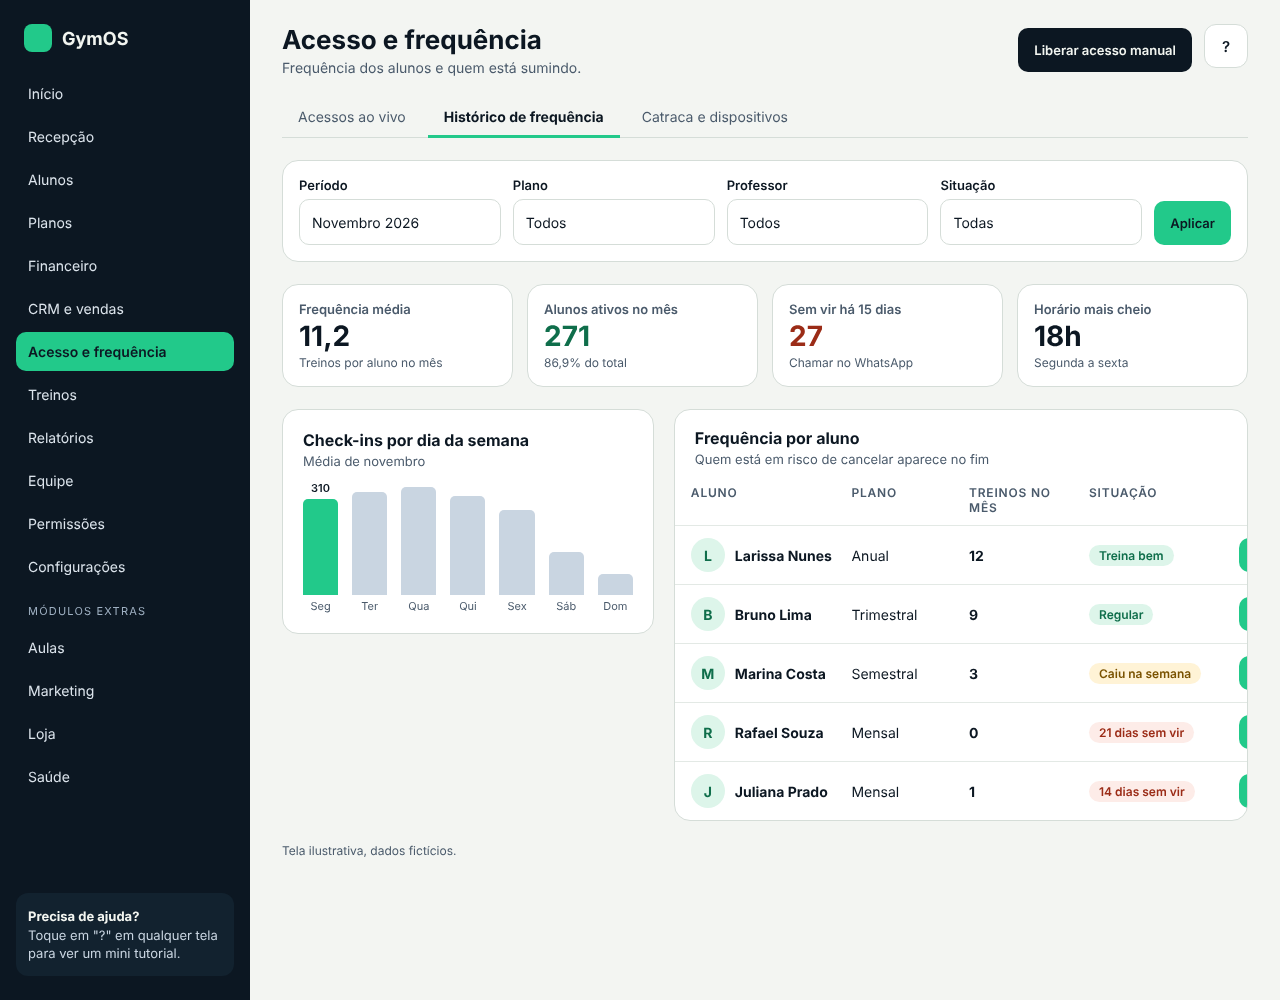 GymOS
Início
Recepção
Alunos
Planos
Financeiro
CRM e vendas
Acesso e frequência
Treinos
Relatórios
Equipe
Permissões
Configurações
MÓDULOS EXTRAS
Aulas
Marketing
Loja
Saúde
Precisa de ajuda?
Toque em "?" em qualquer tela
para ver um mini tutorial.
Acesso e frequência
Frequência dos alunos e quem está sumindo.
Liberar acesso manual
?
Acessos ao vivo
Histórico de frequência
Catraca e dispositivos
Período
Novembro 2026
Plano
Todos
Professor
Todos
Situação
Todas
Aplicar
Frequência média
11,2
Treinos por aluno no mês
Alunos ativos no mês
271
86,9% do total
Sem vir há 15 dias
27
Chamar no WhatsApp
Horário mais cheio
18h
Segunda a sexta
Check-ins por dia da semana
Média de novembro
310
Seg Ter Qua Qui Sex Sáb Dom
Frequência por aluno
Quem está em risco de cancelar aparece no fim
ALUNO PLANO TREINOS NO MÊS SITUAÇÃO
L Larissa Nunes Anual 12 Treina bem
B Bruno Lima Trimestral 9 Regular
M Marina Costa Semestral 3 Caiu na semana
R Rafael Souza Mensal 0 21 dias sem vir
J Juliana Prado Mensal 1 14 dias sem vir
Tela ilustrativa, dados fictícios.